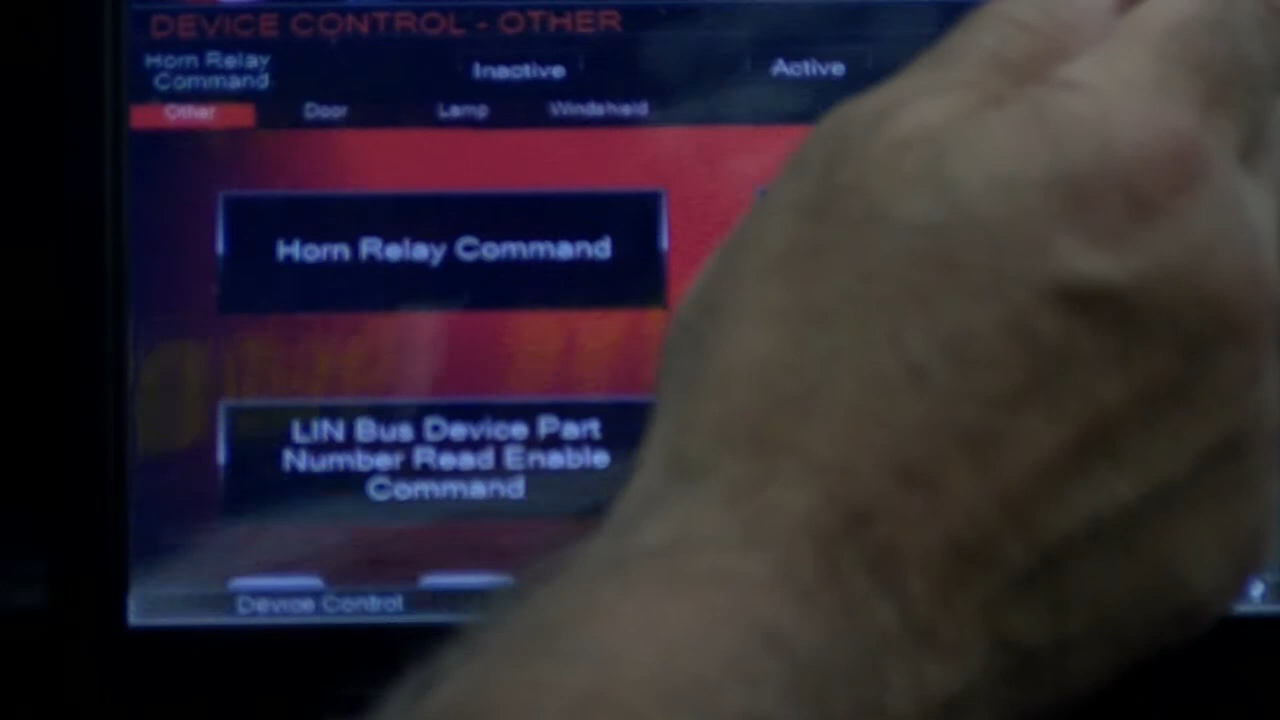 DEVICE CONTROL - OTHER
Horn Relay
Command
Inactive
Active
Other
Door
Lamp
Windshield
Horn Relay Command
LIN Bus Device Part
Number Read Enable
Command
Device Control